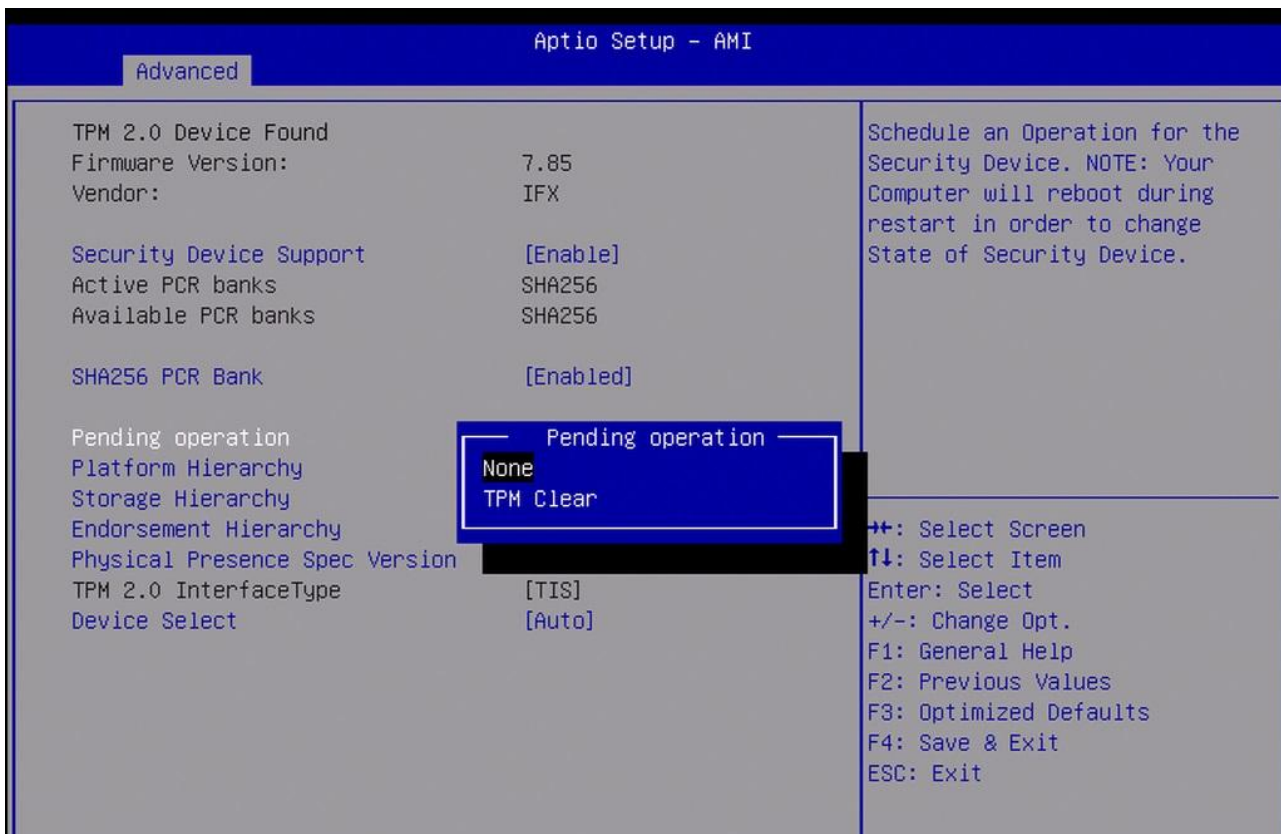 Aptio Setup – AMI
Advanced
TPM 2.0 Device Found
Firmware Version: 7.85
Vendor: IFX
Security Device Support [Enable]
Active PCR banks SHA256
Available PCR banks SHA256
SHA256 PCR Bank [Enabled]
Pending operation
Platform Hierarchy
Storage Hierarchy
Endorsement Hierarchy
Physical Presence Spec Version
TPM 2.0 InterfaceType [TIS]
Device Select [Auto]
Pending operation
None
TPM Clear
Schedule an Operation for the
Security Device. NOTE: Your
Computer will reboot during
restart in order to change
State of Security Device.
→←: Select Screen
↑↓: Select Item
Enter: Select
+/-: Change Opt.
F1: General Help
F2: Previous Values
F3: Optimized Defaults
F4: Save & Exit
ESC: Exit